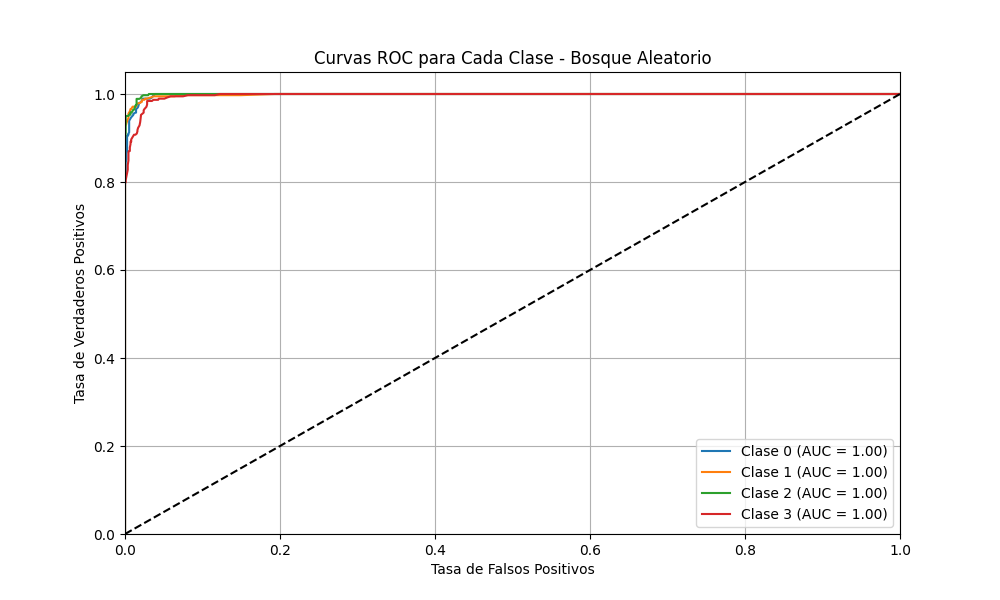 Curvas ROC para Cada Clase - Bosque Aleatorio
Tasa de Verdaderos Positivos
1.0
0.8
0.6
0.4
0.2
0.0
0.0 0.2 0.4 0.6 0.8 1.0
Tasa de Falsos Positivos
Clase 0 (AUC = 1.00)
Clase 1 (AUC = 1.00)
Clase 2 (AUC = 1.00)
Clase 3 (AUC = 1.00)